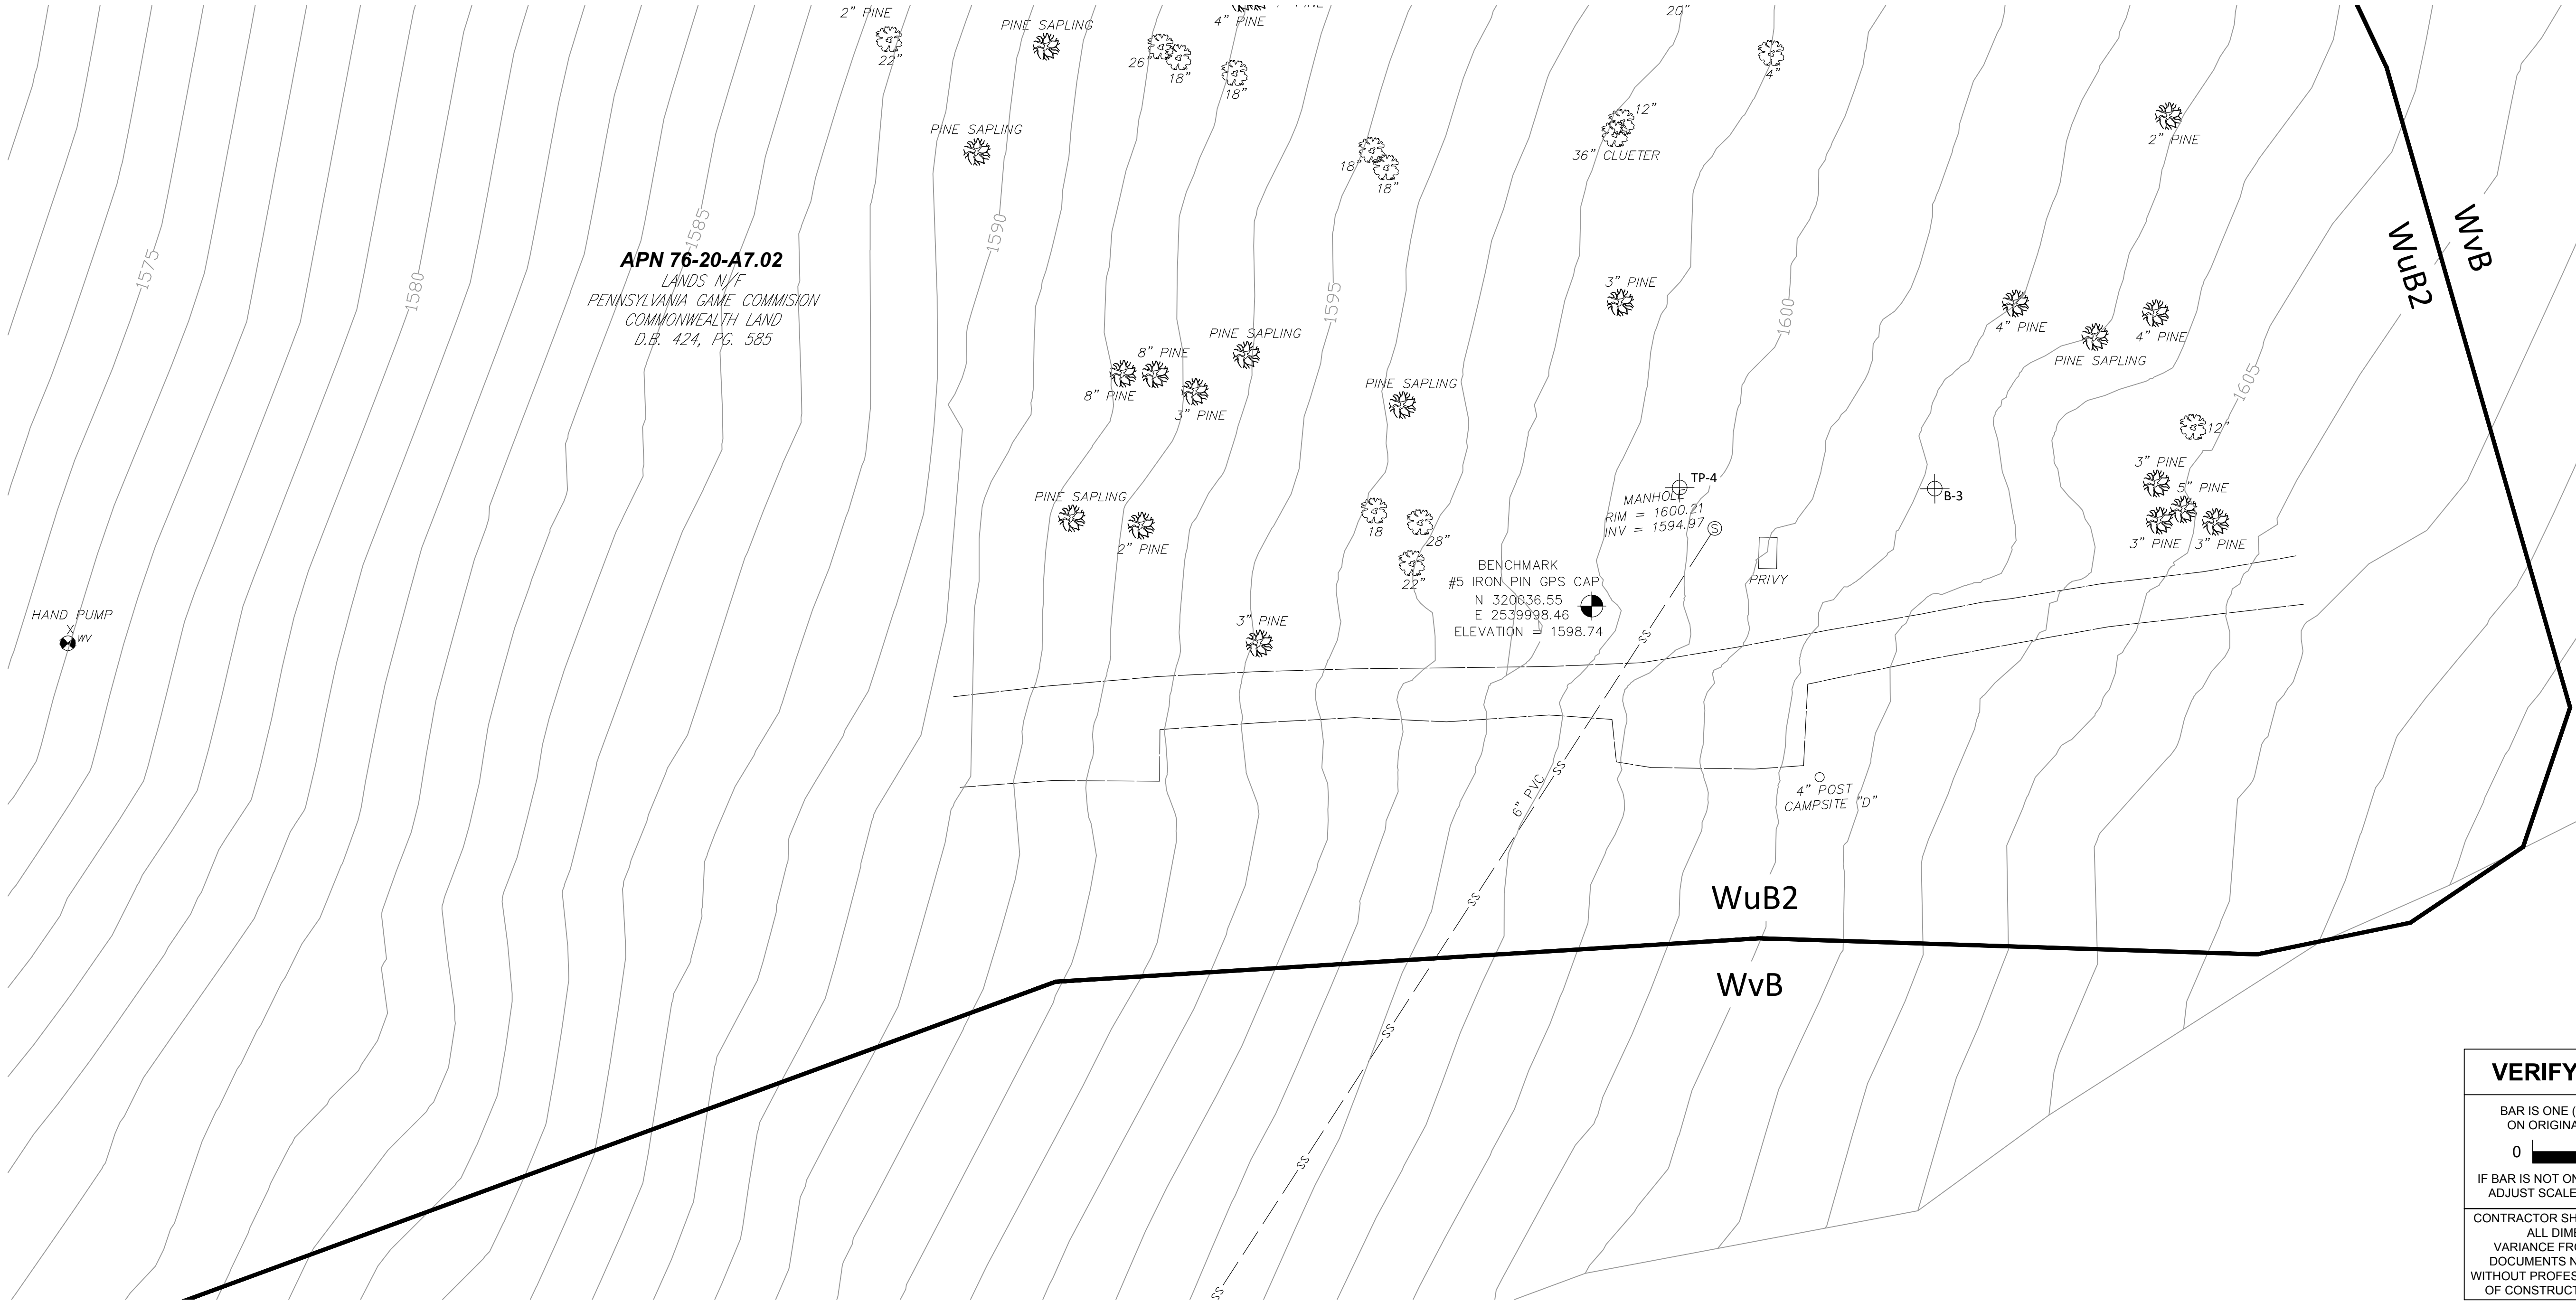 2" PINE
22"
PINE SAPLING
26"
18"
4" PINE
18"
20"
4"
PINE SAPLING
18"
18"
12"
36" CLUETER
2" PINE
WvB
WuB2
1575
1580
1585
1590
1595
1600
1605
APN 76-20-A7.02
LANDS N/F
PENNSYLVANIA GAME COMMISION
COMMONWEALTH LAND
D.B. 424, PG. 585
3" PINE
4" PINE
4" PINE
PINE SAPLING
PINE SAPLING
8" PINE
8" PINE
3" PINE
PINE SAPLING
12"
3" PINE
5" PINE
3" PINE
3" PINE
TP-4
B-3
MANHOLE
RIM = 1600.21
INV = 1594.97
S
PINE SAPLING
2" PINE
18
28"
22"
BENCHMARK
#5 IRON PIN GPS CAP
N 320036.55
E 2539998.46
ELEVATION = 1598.74
PRIVY
HAND PUMP
X
WV
3" PINE
SS
SS
6" PVC
4" POST
CAMPSITE "D"
SS
WuB2
WvB
SS
SS
SS
VERIFY
BAR IS ONE (
ON ORIGINA
0
IF BAR IS NOT ON
ADJUST SCALE
CONTRACTOR SH
ALL DIME
VARIANCE FRO
DOCUMENTS N
WITHOUT PROFES
OF CONSTRUCT